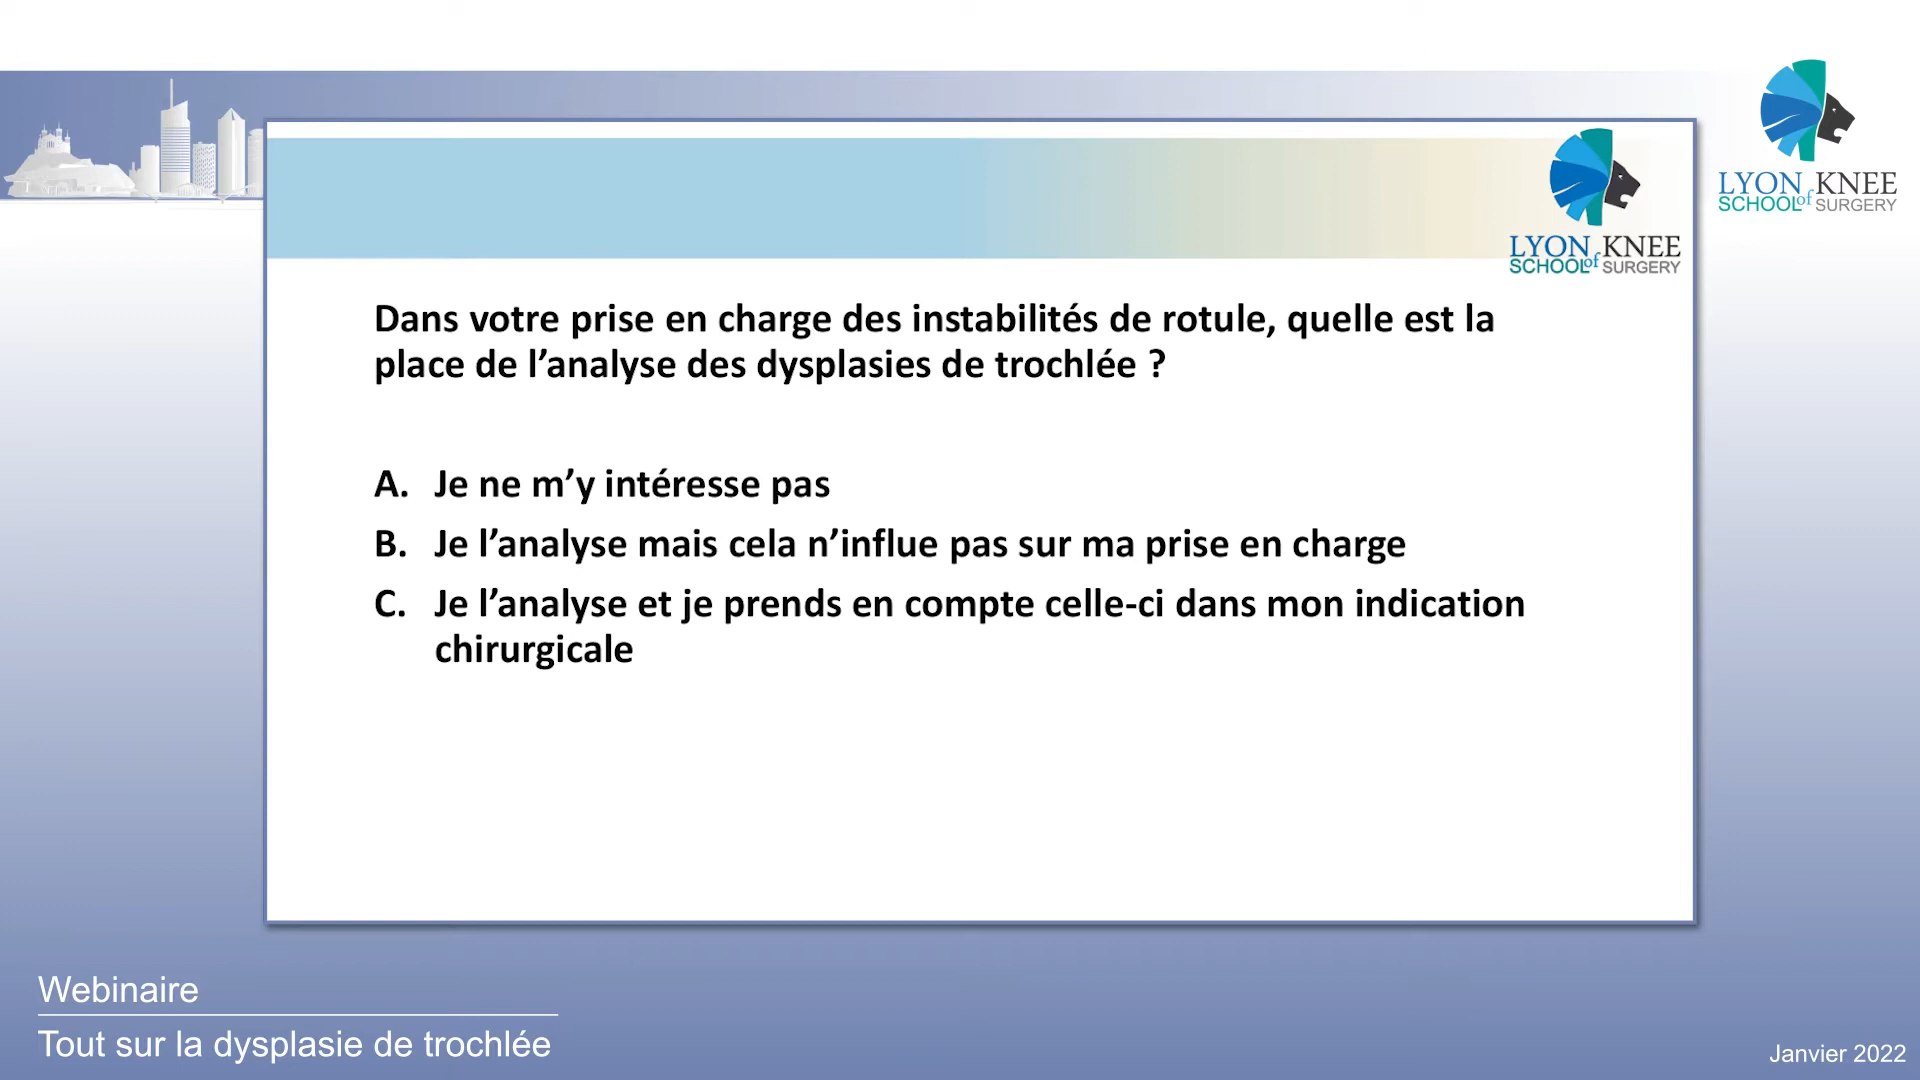 LYON KNEE
SCHOOL of SURGERY
LYON KNEE
SCHOOL of SURGERY
Dans votre prise en charge des instabilités de rotule, quelle est la
place de l’analyse des dysplasies de trochlée ?
A. Je ne m’y intéresse pas
B. Je l’analyse mais cela n’influe pas sur ma prise en charge
C. Je l’analyse et je prends en compte celle-ci dans mon indication
chirurgicale
Webinaire
Tout sur la dysplasie de trochlée
Janvier 2022